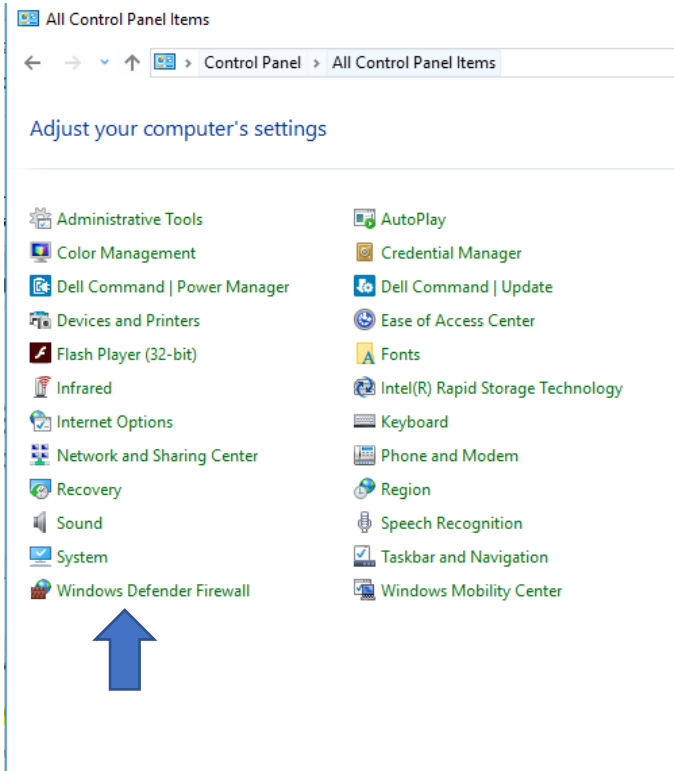 All Control Panel Items
Control Panel > All Control Panel Items
Adjust your computer's settings
Administrative Tools
AutoPlay
Color Management
Credential Manager
Dell Command | Power Manager
Dell Command | Update
Devices and Printers
Ease of Access Center
Flash Player (32-bit)
Fonts
Infrared
Intel(R) Rapid Storage Technology
Internet Options
Keyboard
Network and Sharing Center
Phone and Modem
Recovery
Region
Sound
Speech Recognition
System
Taskbar and Navigation
Windows Defender Firewall
Windows Mobility Center